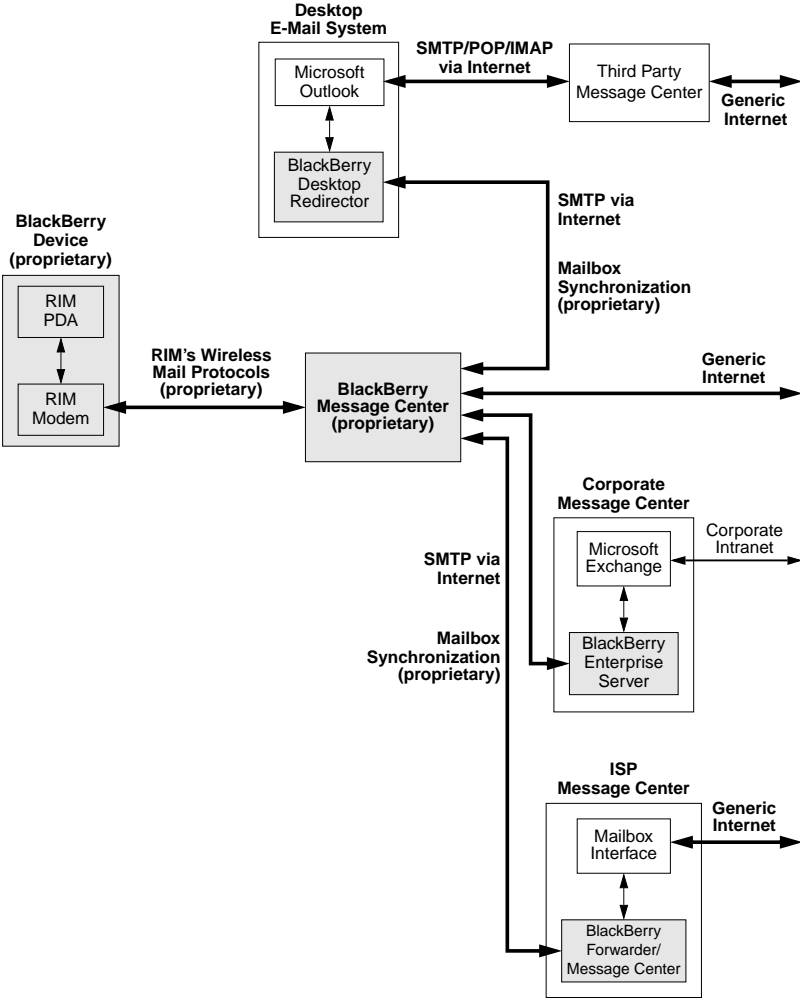 Desktop
E-Mail System
Microsoft
Outlook
BlackBerry
Desktop
Redirector
SMTP/POP/IMAP
via Internet
Third Party
Message Center
Generic
Internet
SMTP via
Internet
Mailbox
Synchronization
(proprietary)
BlackBerry
Device
(proprietary)
RIM
PDA
RIM
Modem
RIM's Wireless
Mail Protocols
(proprietary)
BlackBerry
Message Center
(proprietary)
Generic
Internet
Corporate
Message Center
Microsoft
Exchange
BlackBerry
Enterprise
Server
Corporate
Intranet
SMTP via
Internet
Mailbox
Synchronization
(proprietary)
ISP
Message Center
Mailbox
Interface
BlackBerry
Forwarder/
Message Center
Generic
Internet